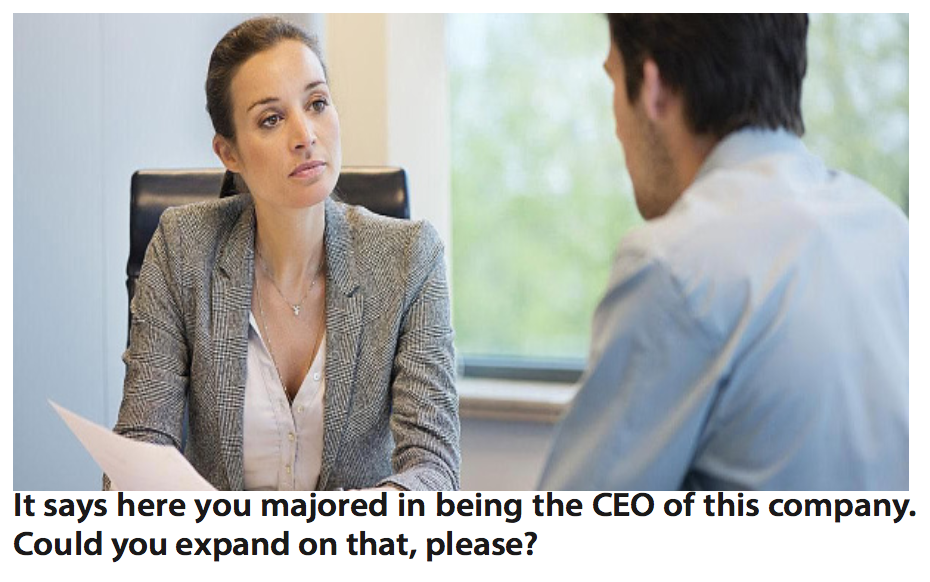 It says here you majored in being the CEO of this company.
Could you expand on that, please?